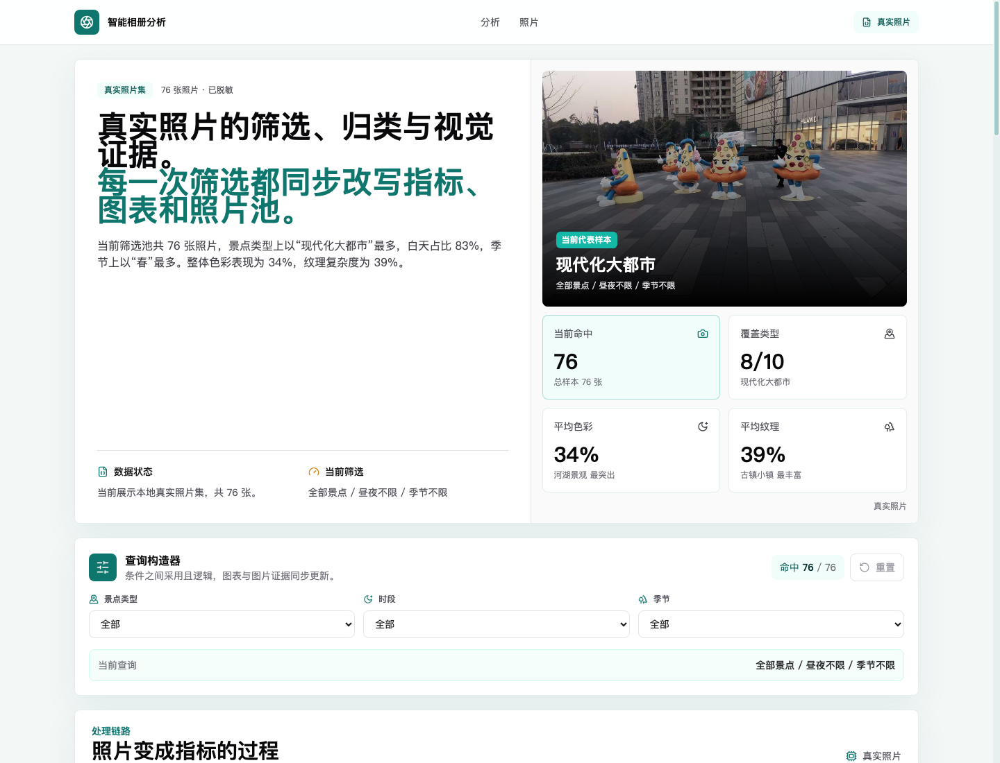 智能相册分析
分析
照片
真实照片
真实照片集
76 张照片 · 已脱敏
真实照片的筛选、归类与视觉
证据。
每一次筛选都同步改写指标、
图表和照片池。
当前筛选池共 76 张照片，景点类型上以“现代化大都市”最多，白天占比 83%，季
节上以“春”最多。整体色彩表现为 34%，纹理复杂度为 39%。
数据状态
当前展示本地真实照片集，共 76 张。
当前筛选
全部景点 / 昼夜不限 / 季节不限
HUAWEI
当前代表样本
现代化大都市
全部景点 / 昼夜不限 / 季节不限
当前命中
76
总样本 76 张
覆盖类型
8/10
现代化大都市
平均色彩
34%
河湖景观 最突出
平均纹理
39%
古镇小镇 最丰富
真实照片
查询构造器
条件之间采用且逻辑，图表与图片证据同步更新。
命中 76 / 76
重置
景点类型
全部
时段
全部
季节
全部
当前查询
全部景点 / 昼夜不限 / 季节不限
处理链路
照片变成指标的过程
真实照片